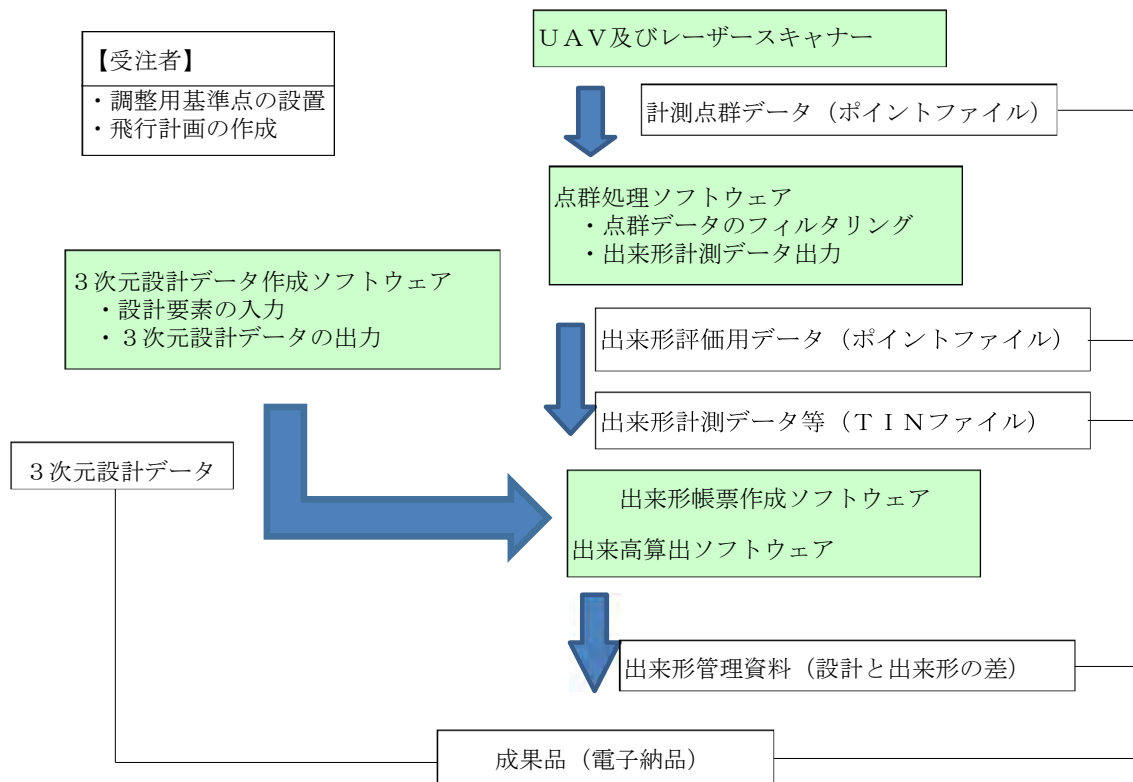 ＵＡＶ及びレーザースキャナー
【受注者】
・調整用基準点の設置
・飛行計画の作成
計測点群データ（ポイントファイル）
点群処理ソフトウェア
・点群データのフィルタリング
・出来形計測データ出力
３次元設計データ作成ソフトウェア
・設計要素の入力
・３次元設計データの出力
出来形評価用データ（ポイントファイル）
出来形計測データ等（ＴＩＮファイル）
３次元設計データ
出来形帳票作成ソフトウェア
出来高算出ソフトウェア
出来形管理資料（設計と出来形の差）
成果品（電子納品）